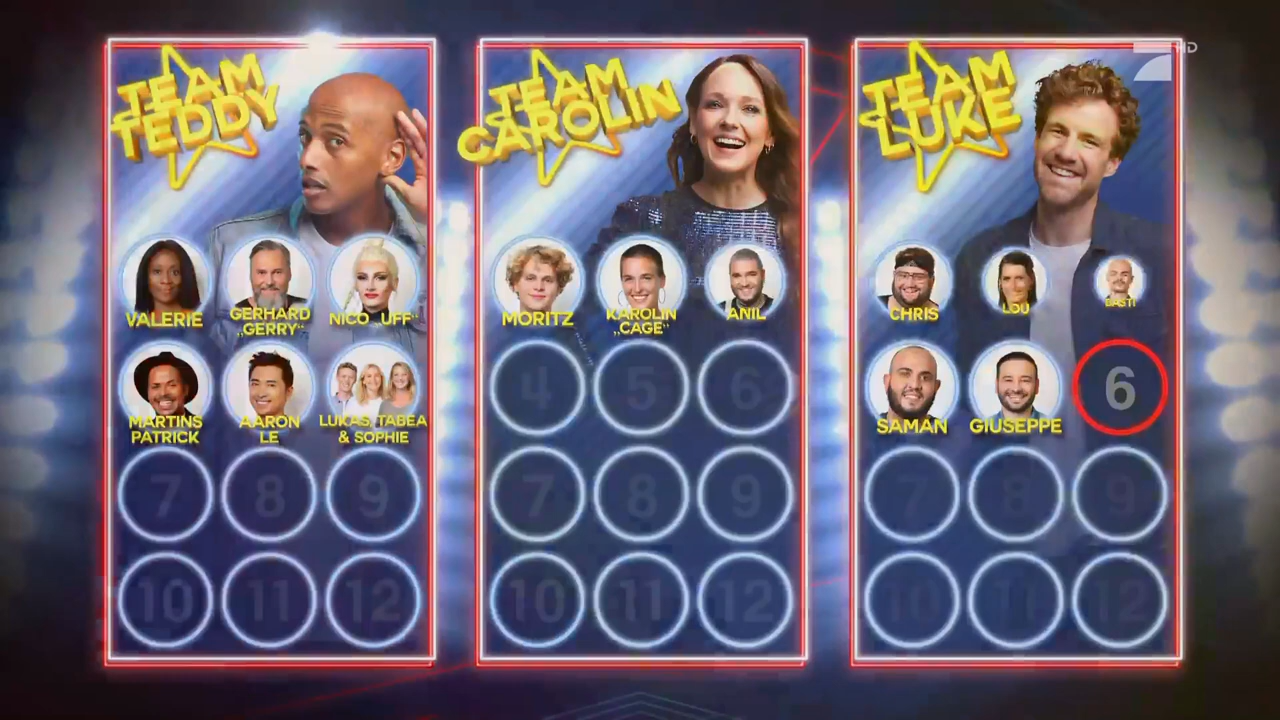 TEAM
TEDDY
VALERIE
GERHARD
„GERRY“
NICO „UFF“
MARTINS
PATRICK
AARON
LE
LUKAS, TABEA
& SOPHIE
7
8
9
10
11
12
TEAM
CAROLIN
MORITZ
KAROLIN
„CAGE“
ANIL
4
5
6
7
8
9
10
11
12
TEAM
LUKE
HD
CHRIS
LOU
BASTI
SAMAN
GIUSEPPE
6
7
8
9
10
11
12